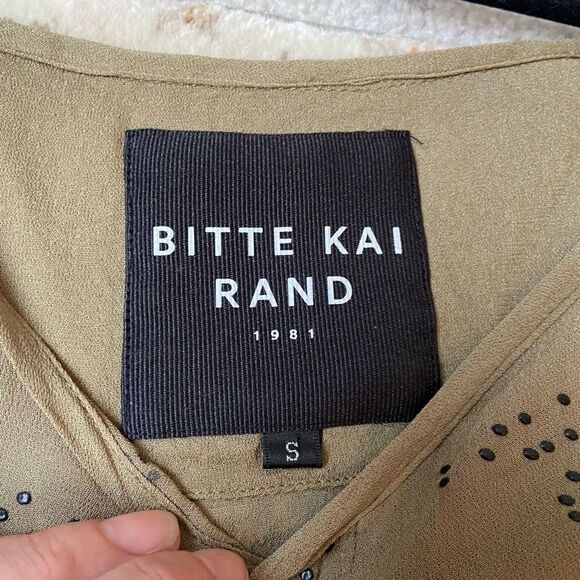 BITTE KAI
RAND
1981
S